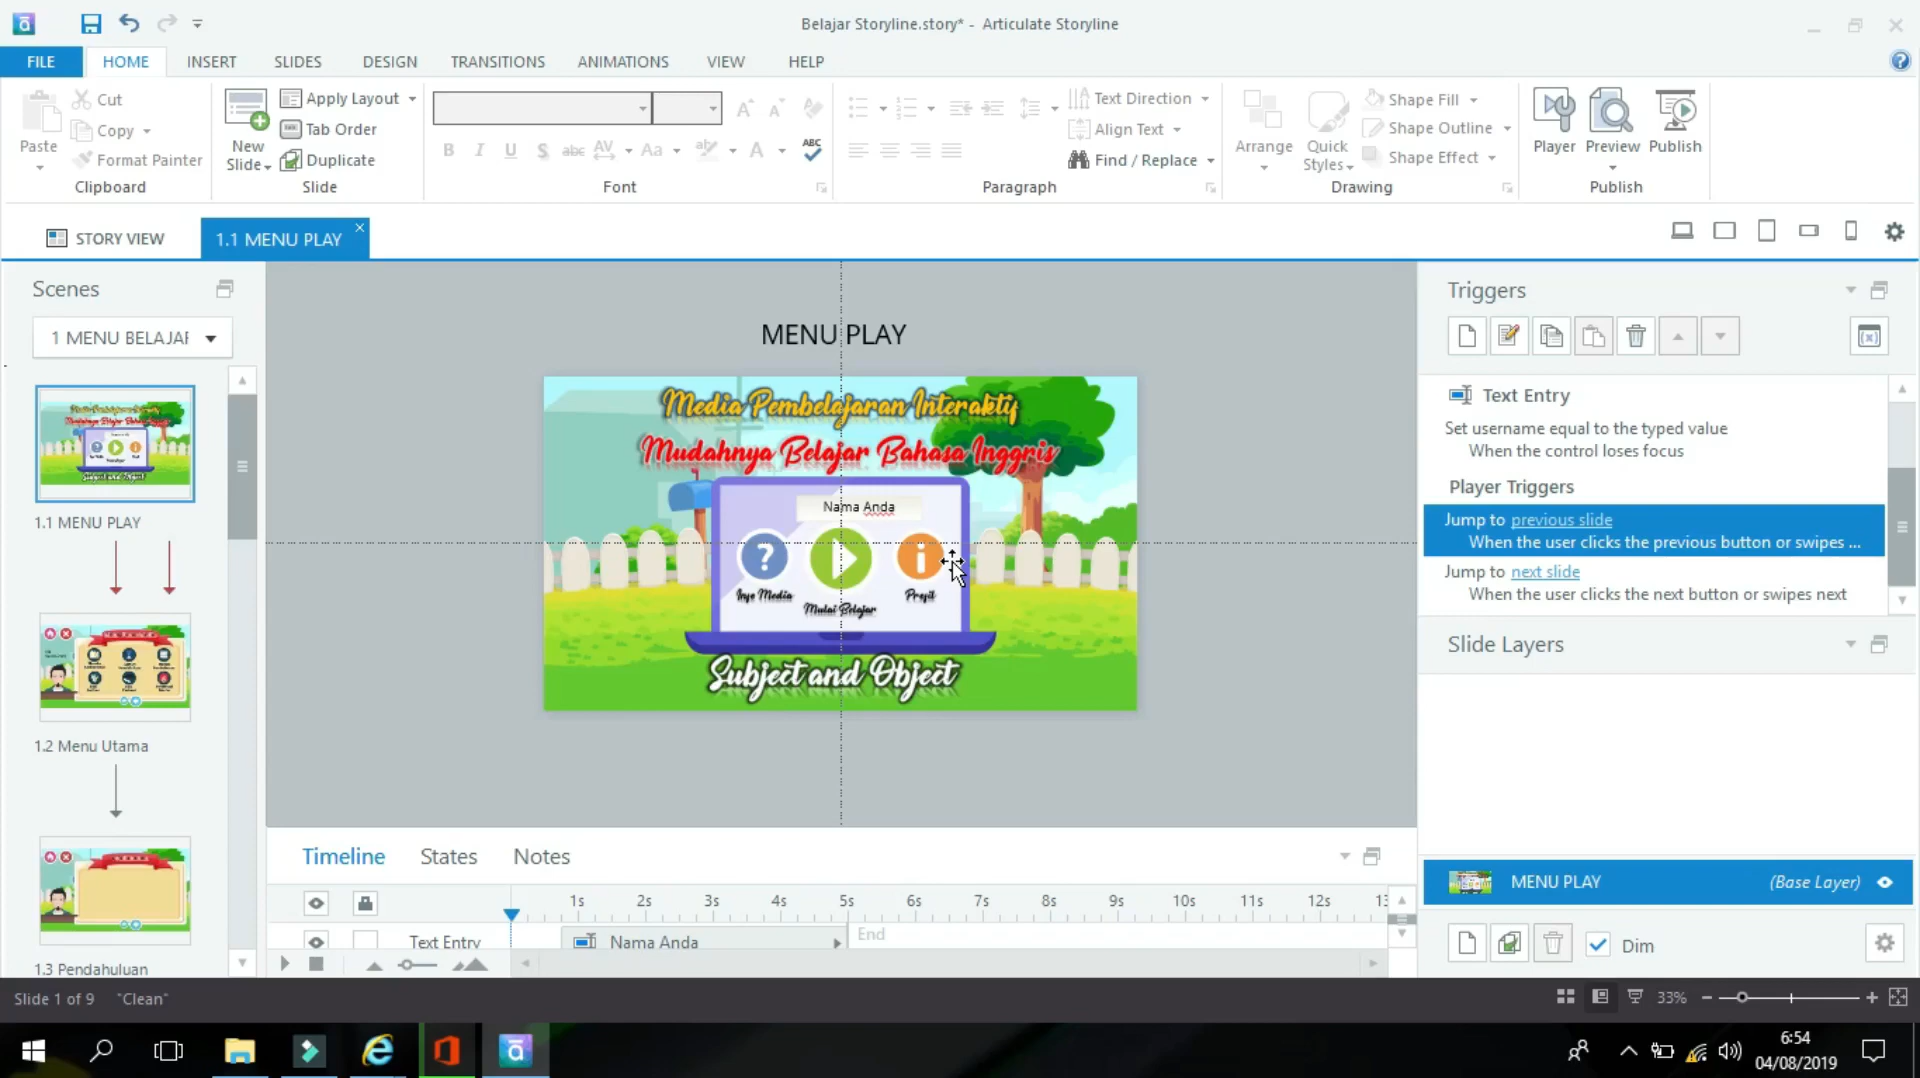 Belajar Storyline.story* - Articulate Storyline
FILE HOME INSERT SLIDES DESIGN TRANSITIONS ANIMATIONS VIEW HELP
Paste
Cut
Copy
Format Painter
Clipboard
New Slide
Apply Layout
Tab Order
Duplicate
Slide
B I U S abc AV Aa A ABC
Font
Text Direction
Align Text
Find / Replace
Paragraph
Arrange
Quick Styles
Shape Fill
Shape Outline
Shape Effect
Drawing
Player
Preview
Publish
Publish
STORY VIEW
1.1 MENU PLAY
Scenes
1 MENU BELAJAR
1.1 MENU PLAY
1.2 Menu Utama
1.3 Pendahuluan
MENU PLAY
Media Pembelajaran Interaktif
Mudahnya Belajar Bahasa Inggris
Nama Anda
Info Media
Mulai Belajar
Profil
Subject and Object
Timeline States Notes
1s 2s 3s 4s 5s 6s 7s 8s 9s 10s 11s 12s 13
Text Entry
Nama Anda
End
Triggers
Text Entry
Set username equal to the typed value
When the control loses focus
Player Triggers
Jump to previous slide
When the user clicks the previous button or swipes ...
Jump to next slide
When the user clicks the next button or swipes next
Slide Layers
MENU PLAY (Base Layer)
Dim
Slide 1 of 9 "Clean"
33%
6:54
04/08/2019